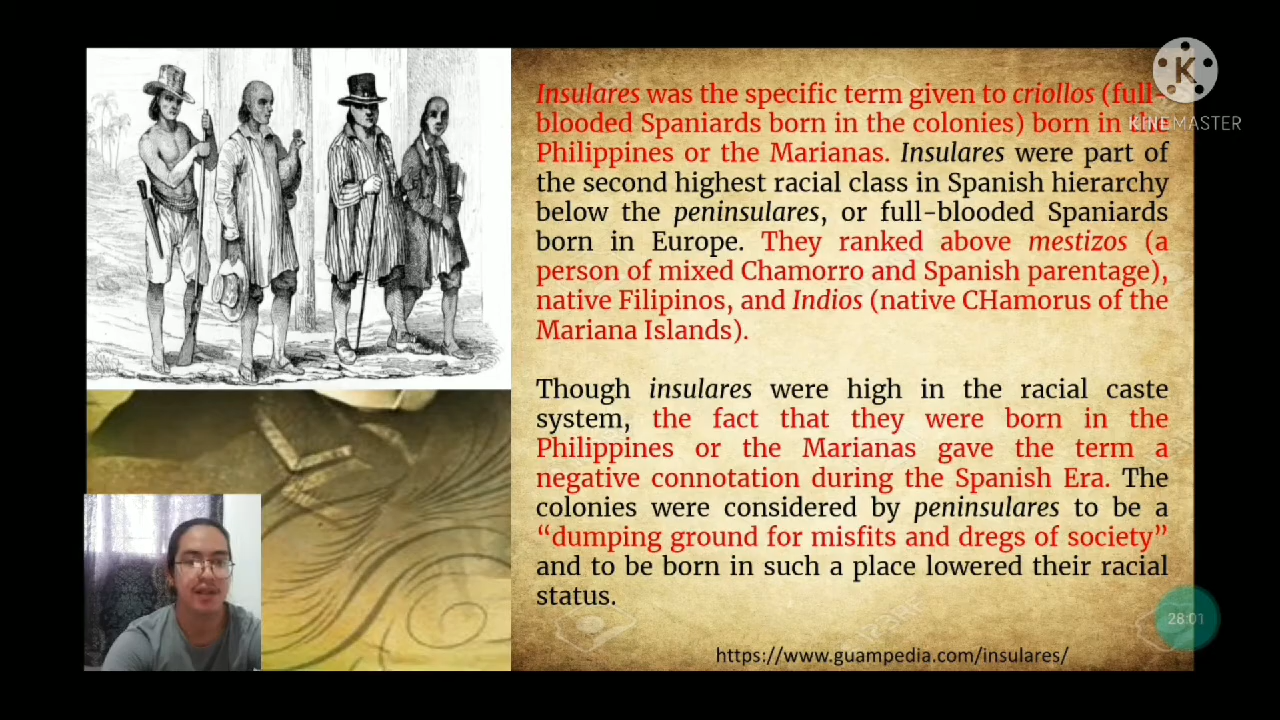 Insulares was the specific term given to criollos (full-
blooded Spaniards born in the colonies) born in the
Philippines or the Marianas. Insulares were part of
the second highest racial class in Spanish hierarchy
below the peninsulares, or full-blooded Spaniards
born in Europe. They ranked above mestizos (a
person of mixed Chamorro and Spanish parentage),
native Filipinos, and Indios (native CHamorus of the
Mariana Islands).
Though insulares were high in the racial caste
system, the fact that they were born in the
Philippines or the Marianas gave the term a
negative connotation during the Spanish Era. The
colonies were considered by peninsulares to be a
“dumping ground for misfits and dregs of society”
and to be born in such a place lowered their racial
status.
https://www.guampedia.com/insulares/
K
KINEMASTER
28:01